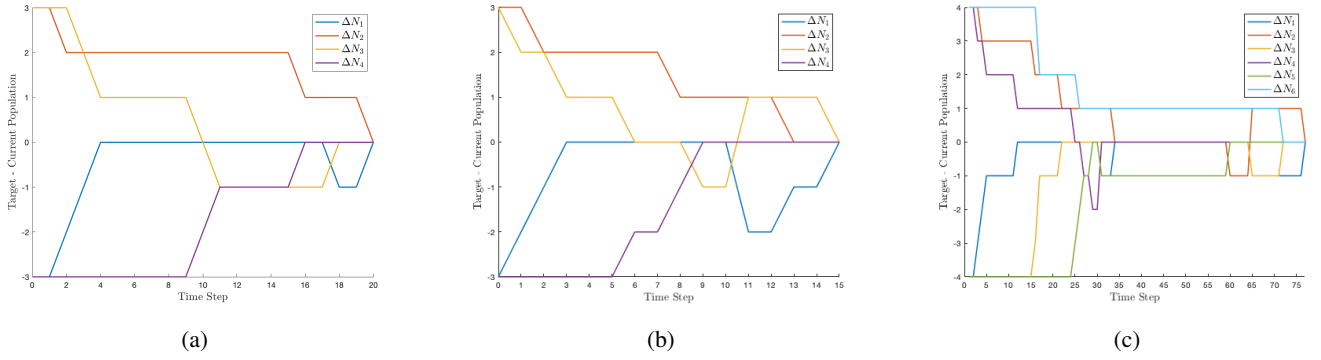 Target - Current Population
3
2
1
0
-1
-2
-3
0 2 4 6 8 10 12 14 16 18 20
Time Step
ΔN₁
ΔN₂
ΔN₃
ΔN₄
(a)
Target - Current Population
3
2
1
0
-1
-2
-3
0 1 2 3 4 5 6 7 8 9 10 11 12 13 14 15
Time Step
ΔN₁
ΔN₂
ΔN₃
ΔN₄
(b)
Target - Current Population
4
3
2
1
0
-1
-2
-3
-4
0 5 10 15 20 25 30 35 40 45 50 55 60 65 70 75
Time Step
ΔN₁
ΔN₂
ΔN₃
ΔN₄
ΔN₅
ΔN₆
(c)